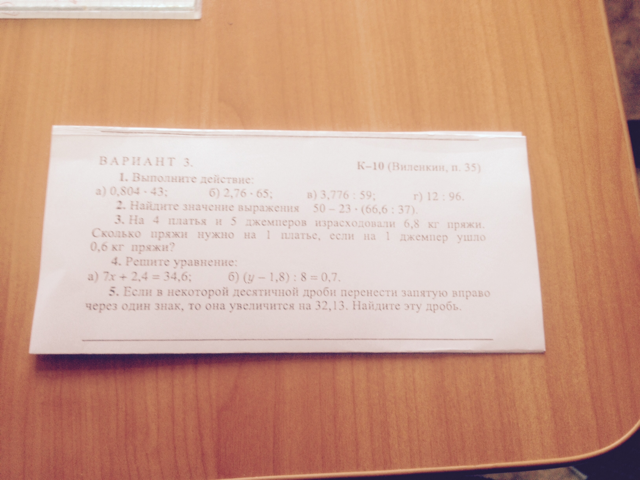 ВАРИАНТ 3. К–10 (Виленкин, п. 35)
1. Выполните действие:
а) 0,804 · 43; б) 2,76 · 65; в) 3,776 : 59; г) 12 : 96.
2. Найдите значение выражения 50 – 23 · (66,6 : 37).
3. На 4 платья и 5 джемперов израсходовали 6,8 кг пряжи.
Сколько пряжи нужно на 1 платье, если на 1 джемпер ушло
0,6 кг пряжи?
4. Решите уравнение:
а) 7x + 2,4 = 34,6; б) (y – 1,8) : 8 = 0,7.
5. Если в некоторой десятичной дроби перенести запятую вправо
через один знак, то она увеличится на 32,13. Найдите эту дробь.